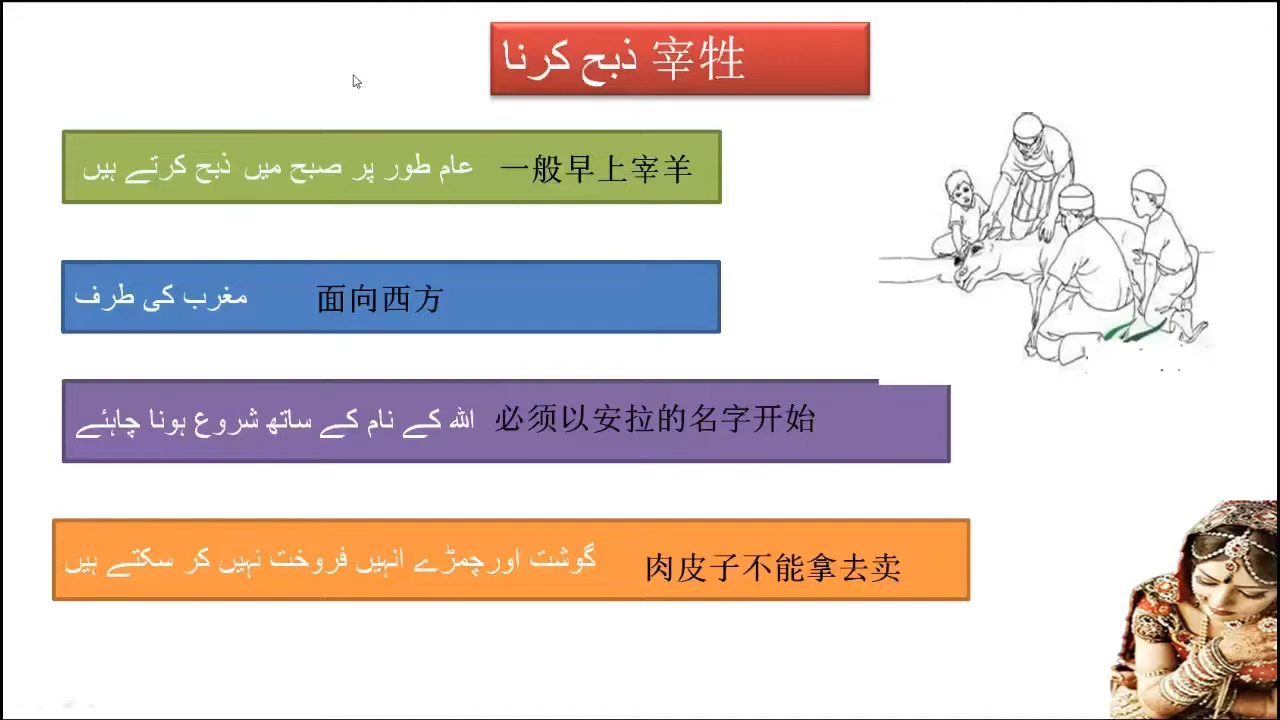 ذبح کرنا 宰牲
عام طور پر صبح میں ذبح کرتے ہیں 一般早上宰羊
مغرب کی طرف 面向西方
الله کے نام کے ساتھ شروع ہونا چاہئے 必须以安拉的名字开始
گوشت اورچمڑے انہیں فروخت نہیں کر سکتے ہیں 肉皮子不能拿去卖